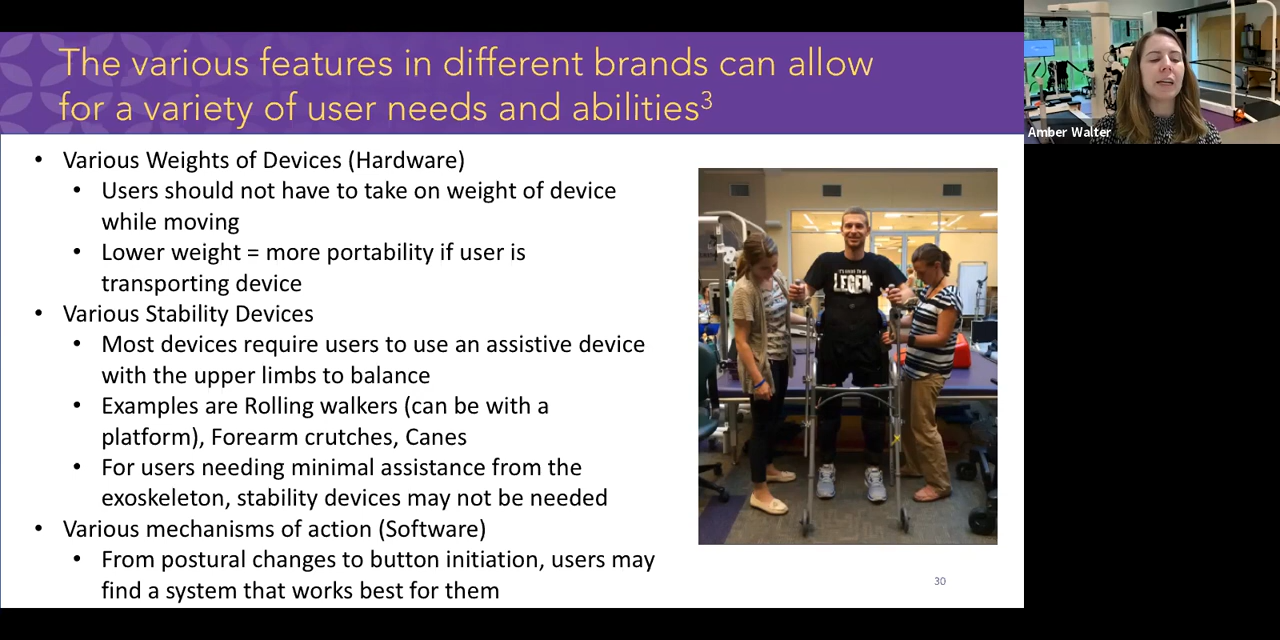 The various features in different brands can allow
for a variety of user needs and abilities3
• Various Weights of Devices (Hardware)
• Users should not have to take on weight of device
while moving
• Lower weight = more portability if user is
transporting device
• Various Stability Devices
• Most devices require users to use an assistive device
with the upper limbs to balance
• Examples are Rolling walkers (can be with a
platform), Forearm crutches, Canes
• For users needing minimal assistance from the
exoskeleton, stability devices may not be needed
• Various mechanisms of action (Software)
• From postural changes to button initiation, users may
find a system that works best for them
30
Amber Walter